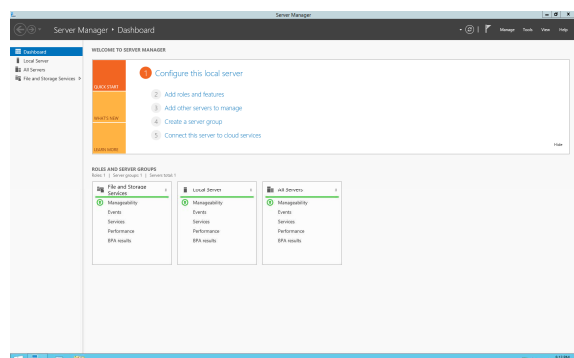 Server Manager
Server Manager • Dashboard
Manage Tools View Help
Dashboard
Local Server
All Servers
File and Storage Services
WELCOME TO SERVER MANAGER
QUICK START
WHAT'S NEW
LEARN MORE
1 Configure this local server
2 Add roles and features
3 Add other servers to manage
4 Create a server group
5 Connect this server to cloud services
Hide
ROLES AND SERVER GROUPS
Roles: 1 | Server groups: 1 | Servers total: 1
File and Storage Services 1
Manageability
Events
Services
Performance
BPA results
Local Server 1
Manageability
Events
Services
Performance
BPA results
All Servers 1
Manageability
Events
Services
Performance
BPA results